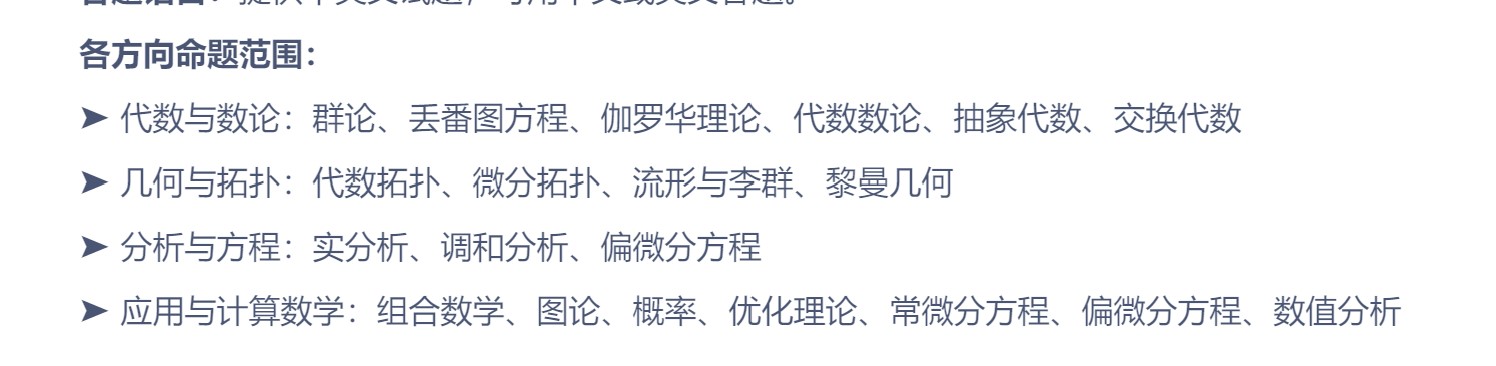 各方向命题范围：
➤ 代数与数论：群论、丢番图方程、伽罗华理论、代数数论、抽象代数、交换代数
➤ 几何与拓扑：代数拓扑、微分拓扑、流形与李群、黎曼几何
➤ 分析与方程：实分析、调和分析、偏微分方程
➤ 应用与计算数学：组合数学、图论、概率、优化理论、常微分方程、偏微分方程、数值分析